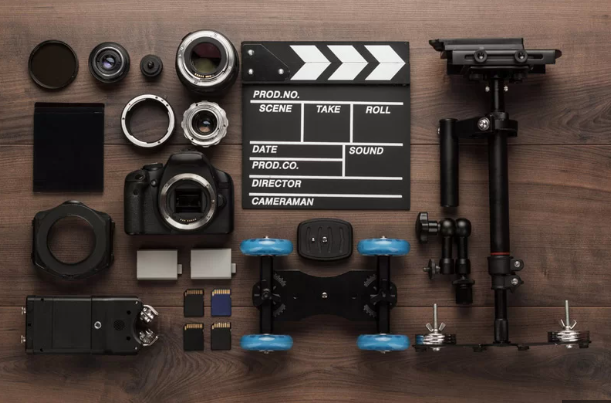 PROD.NO.
SCENE TAKE ROLL
DATE SOUND
PROD.CO.
DIRECTOR
CAMERAMAN